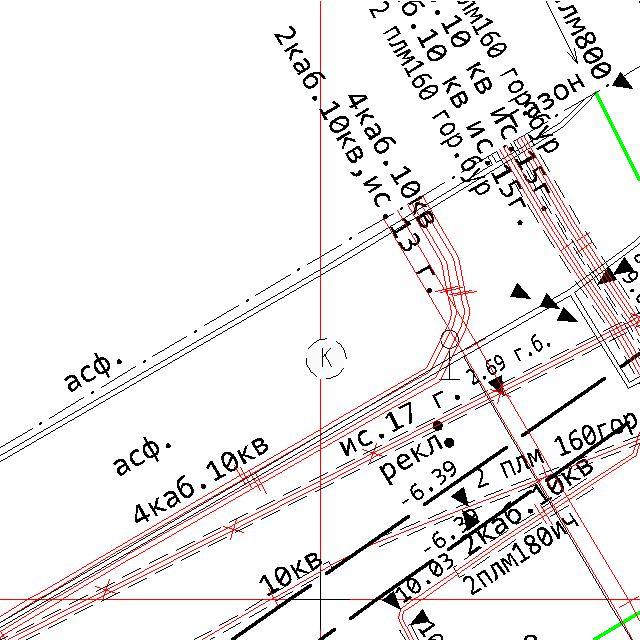 2каб.10кв
4каб.10кв
10кв,ис.13 г.
2 плм160 гор.бур
6.10 кв ис.15г.
.10 кв ис.15г.
плм160 гор.бур
плм800
зон
асф.
К
асф.
4каб.10кв
ис.17 г.
2.69 г.б.
рекл.
-6.39
2 плм 160гор
-6.39
2каб.10кв
10кв
10.03
2плм180ич